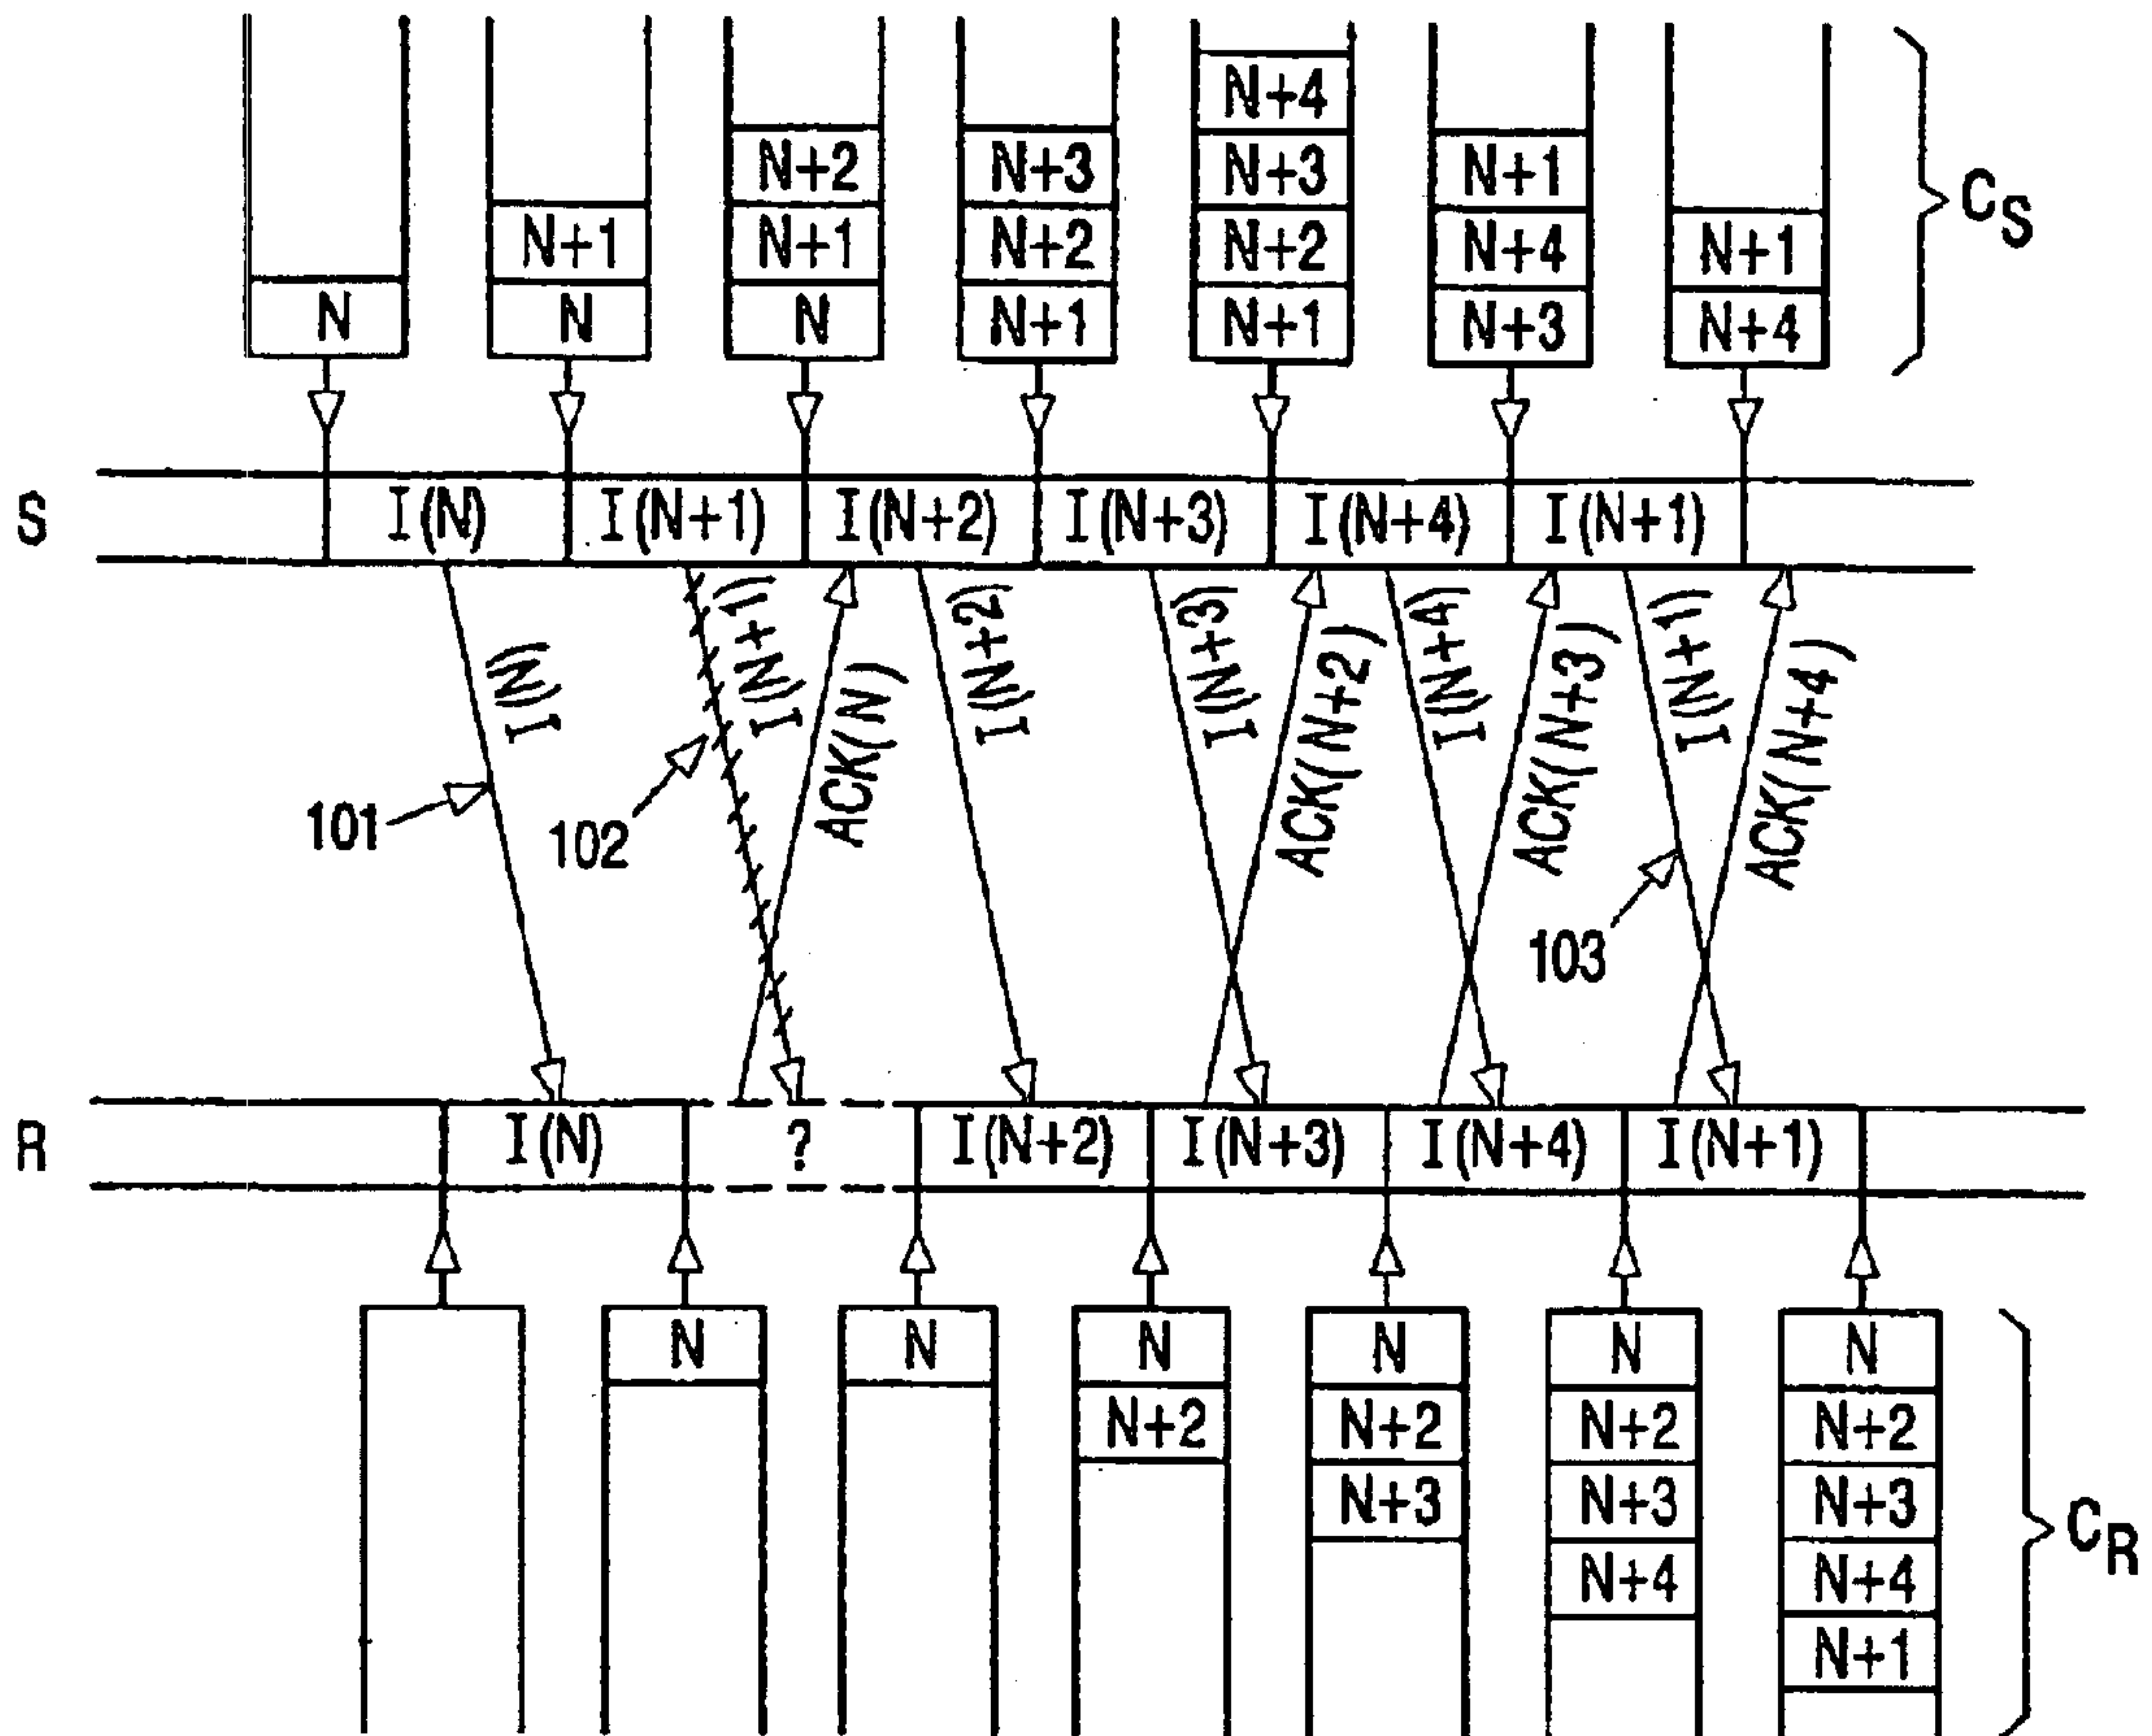 N+4
N+2 N+3 N+3 N+1
N+1 N+1 N+2 N+2 N+4 N+1
N N N N+1 N+1 N+3 N+4
C_S
S I(N) I(N+1) I(N+2) I(N+3) I(N+4) I(N+1)
I(N) I(N+1) ACK(N) I(N+2) I(N+3) ACK(N+2) I(N+4) ACK(N+3) I(N+1) ACK(N+4)
101 102 103
R I(N) ? I(N+2) I(N+3) I(N+4) I(N+1)
N N N N N N
N+2 N+2 N+2 N+2
N+3 N+3 N+3
N+4 N+4
N+1
C_R